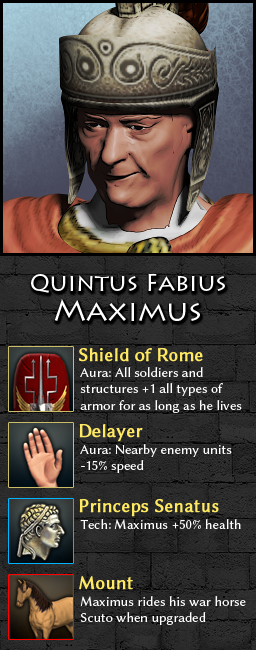 Quintus Fabius
Maximus
Shield of Rome
Aura: All soldiers and
structures +1 all types of
armor for as long as he lives
Delayer
Aura: Nearby enemy units
-15% speed
Princeps Senatus
Tech: Maximus +50% health
Mount
Maximus rides his war horse
Scuto when upgraded